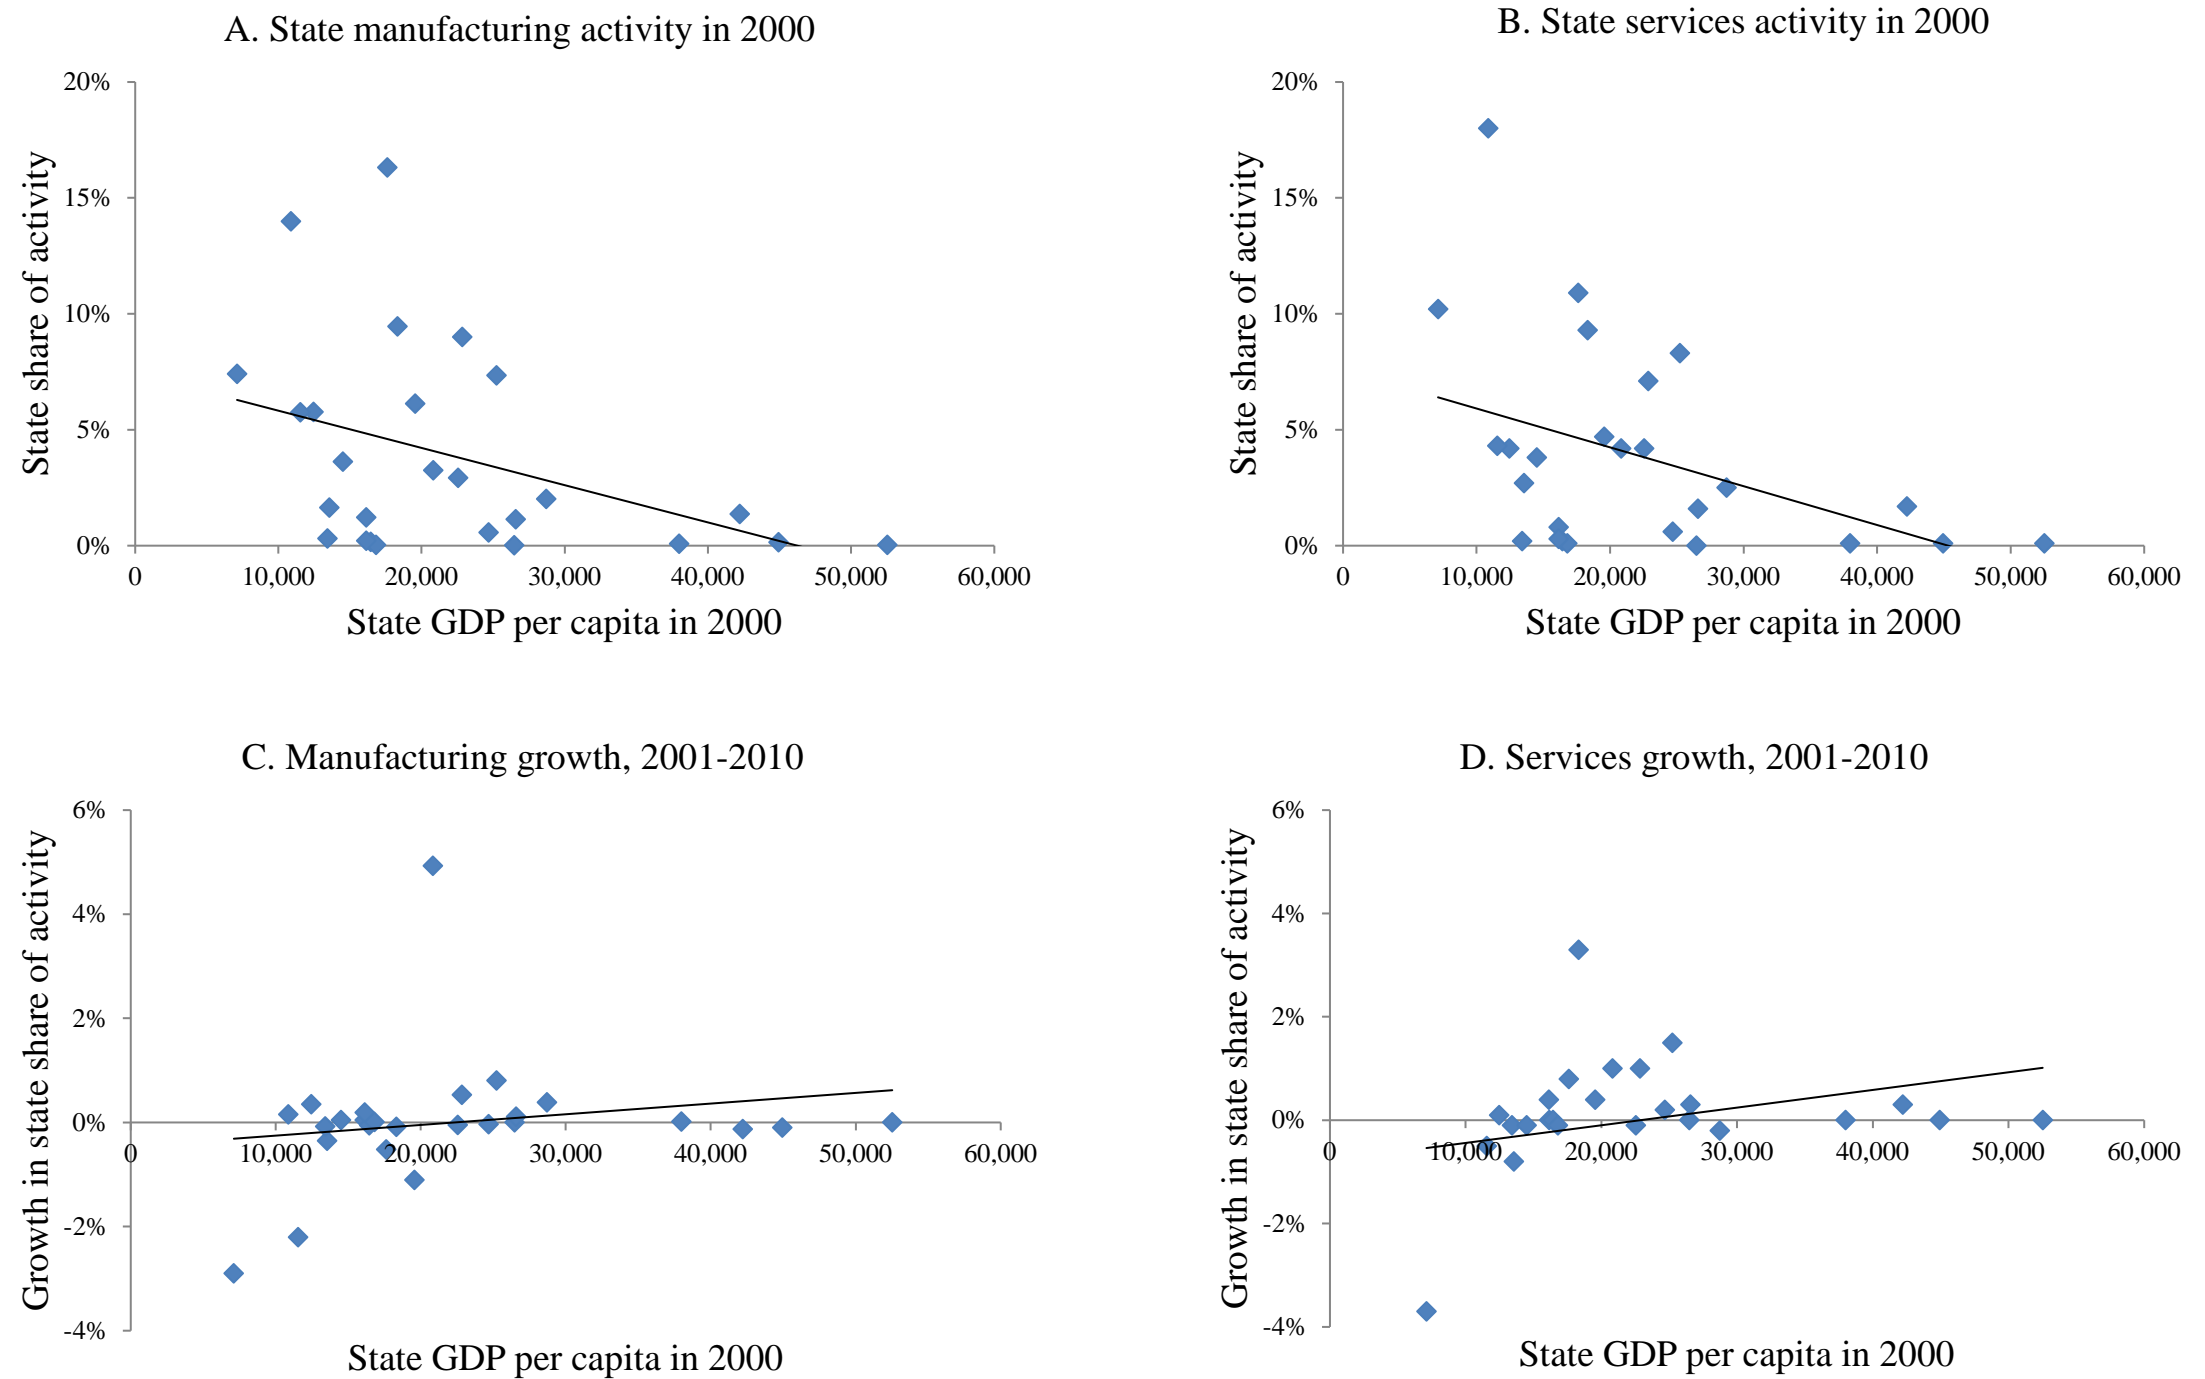 A. State manufacturing activity in 2000
20%
15%
10%
5%
0%
State share of activity
0 10,000 20,000 30,000 40,000 50,000 60,000
State GDP per capita in 2000
B. State services activity in 2000
20%
15%
10%
5%
0%
State share of activity
0 10,000 20,000 30,000 40,000 50,000 60,000
State GDP per capita in 2000
C. Manufacturing growth, 2001-2010
6%
4%
2%
0%
-2%
-4%
Growth in state share of activity
0 10,000 20,000 30,000 40,000 50,000 60,000
State GDP per capita in 2000
D. Services growth, 2001-2010
6%
4%
2%
0%
-2%
-4%
Growth in state share of activity
0 10,000 20,000 30,000 40,000 50,000 60,000
State GDP per capita in 2000